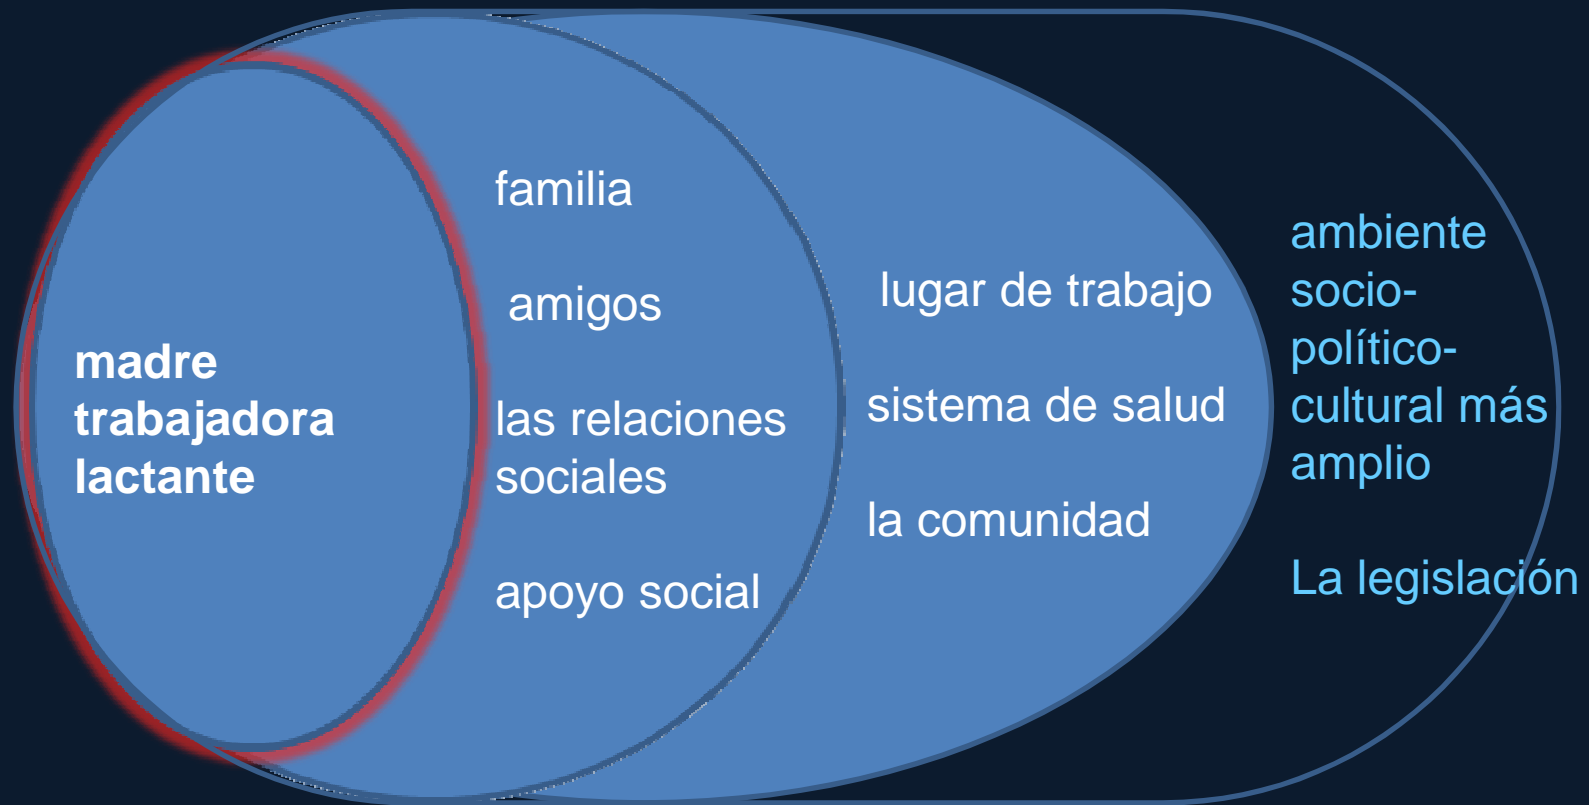 madre
trabajadora
lactante
familia
amigos
las relaciones
sociales
apoyo social
lugar de trabajo
sistema de salud
la comunidad
ambiente
socio-
político-
cultural más
amplio
La legislación